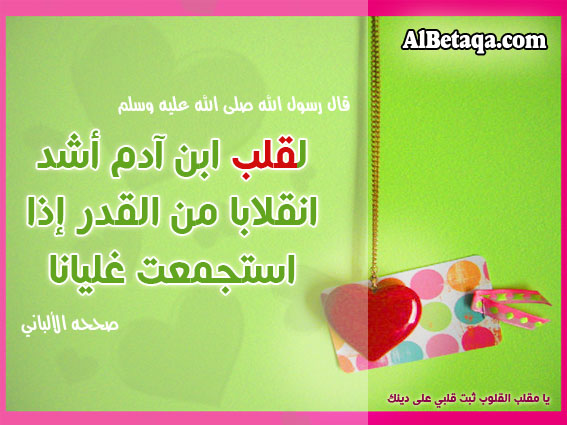 AlBetaqa.com
قال رسول الله صلى الله عليه وسلم
لقلب ابن آدم أشد
انقلابا من القدر إذا
استجمعت غليانا
صححه الألباني
يا مقلب القلوب ثبت قلبي على دينك